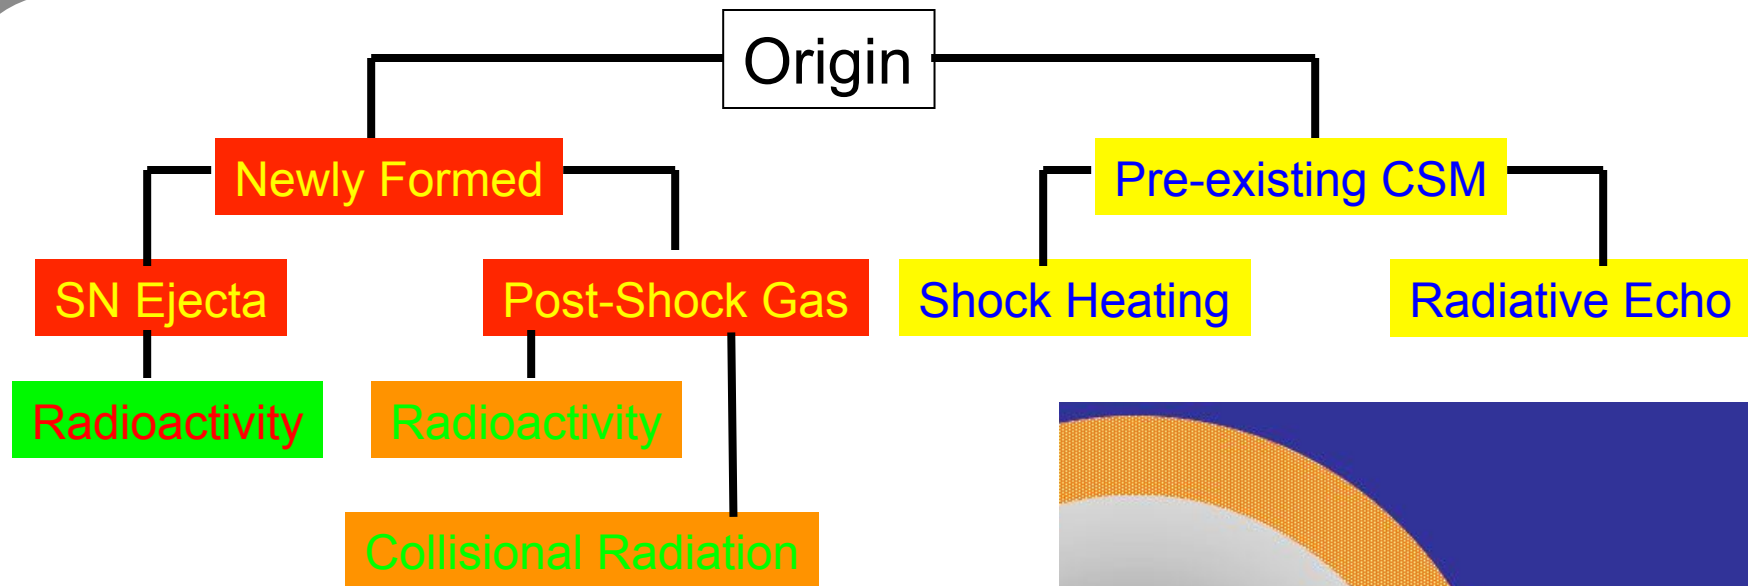 Origin
Newly Formed
Pre-existing CSM
SN Ejecta
Post-Shock Gas
Shock Heating
Radiative Echo
Radioactivity
Radioactivity
Collisional Radiation